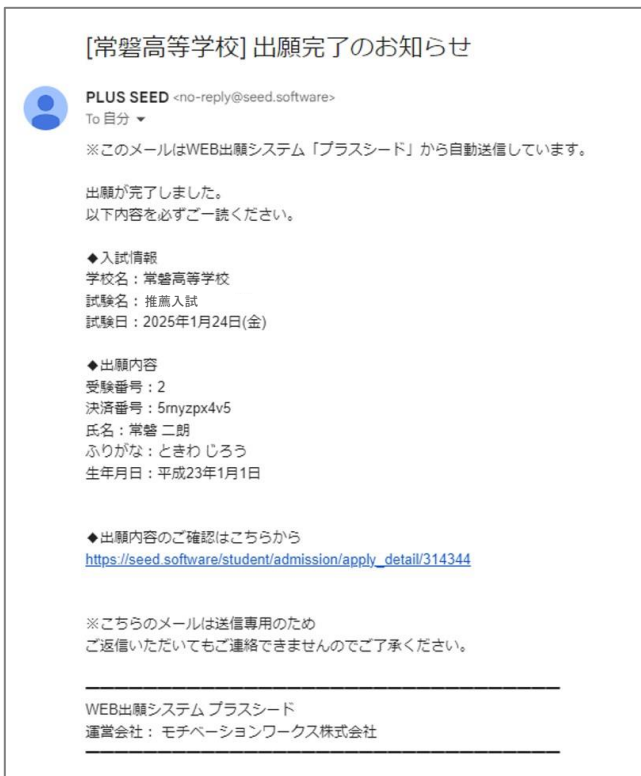 [常磐高等学校] 出願完了のお知らせ
PLUS SEED <no-reply@seed.software>
To 自分
※このメールはWEB出願システム「プラスシード」から自動送信しています。
出願が完了しました。
以下内容を必ずご一読ください。
◆入試情報
学校名：常磐高等学校
試験名：推薦入試
試験日：2025年1月24日(金)
◆出願内容
受験番号：2
決済番号：5rnyzpx4v5
氏名：常磐 二朗
ふりがな：ときわ じろう
生年月日：平成23年1月1日
◆出願内容のご確認はこちらから
https://seed.software/student/admission/apply_detail/314344
※こちらのメールは送信専用のため
ご返信いただいてもご連絡できませんのでご了承ください。
WEB出願システム プラスシード
運営会社： モチベーションワークス株式会社